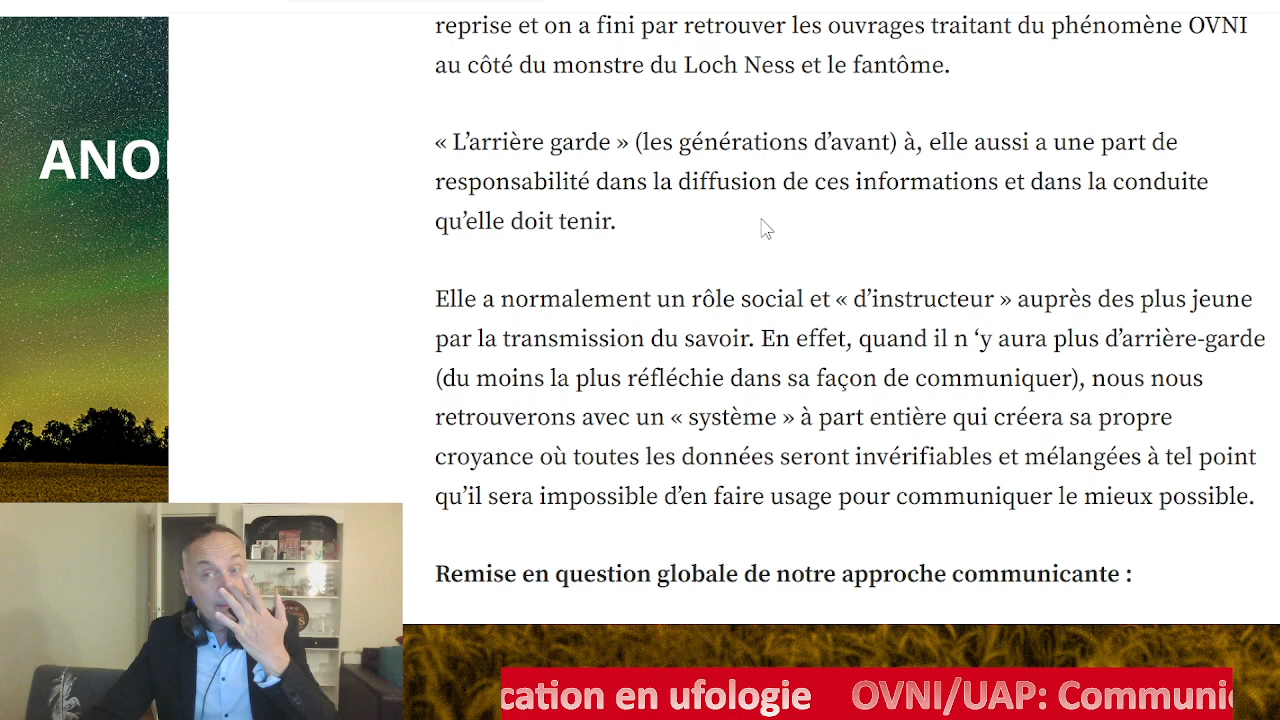 reprise et on a fini par retrouver les ouvrages traitant du phénomène OVNI
au côté du monstre du Loch Ness et le fantôme.
« L’arrière garde » (les générations d’avant) à, elle aussi a une part de
responsabilité dans la diffusion de ces informations et dans la conduite
qu’elle doit tenir.
Elle a normalement un rôle social et « d’instructeur » auprès des plus jeune
par la transmission du savoir. En effet, quand il n ‘y aura plus d’arrière-garde
(du moins la plus réfléchie dans sa façon de communiquer), nous nous
retrouverons avec un « système » à part entière qui créera sa propre
croyance où toutes les données seront invérifiables et mélangées à tel point
qu’il sera impossible d’en faire usage pour communiquer le mieux possible.
Remise en question globale de notre approche communicante :
ANO
cation en ufologie OVNI/UAP: Communic